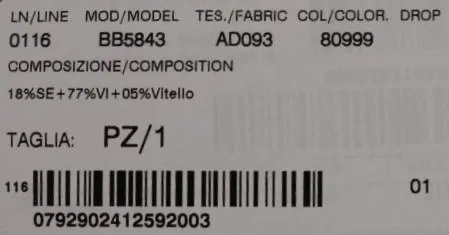 LN/LINE MOD/MODEL TES./FABRIC COL/COLOR. DROP
0116 BB5843 AD093 80999
COMPOSIZIONE/COMPOSITION
18%SE+77%VI+05%Vitello
TAGLIA: PZ/1
116 01
0792902412592003